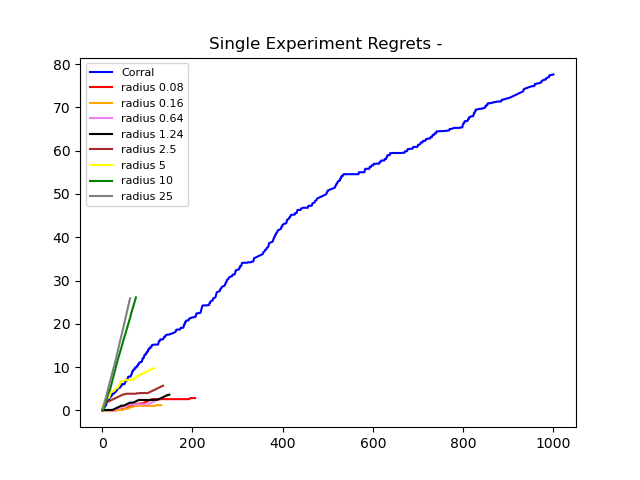 Single Experiment Regrets -
80
70
60
50
40
30
20
10
0
Corral
radius 0.08
radius 0.16
radius 0.64
radius 1.24
radius 2.5
radius 5
radius 10
radius 25
0 200 400 600 800 1000